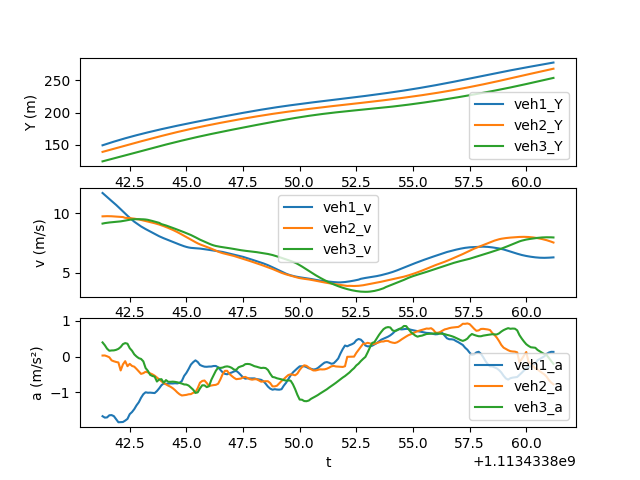 250
200
150
Y (m)
veh1_Y
veh2_Y
veh3_Y
42.5 45.0 47.5 50.0 52.5 55.0 57.5 60.0
10
5
v (m/s)
veh1_v
veh2_v
veh3_v
42.5 45.0 47.5 50.0 52.5 55.0 57.5 60.0
1
0
−1
a (m/s²)
veh1_a
veh2_a
veh3_a
42.5 45.0 47.5 50.0 52.5 55.0 57.5 60.0
t
+1.1134338e9